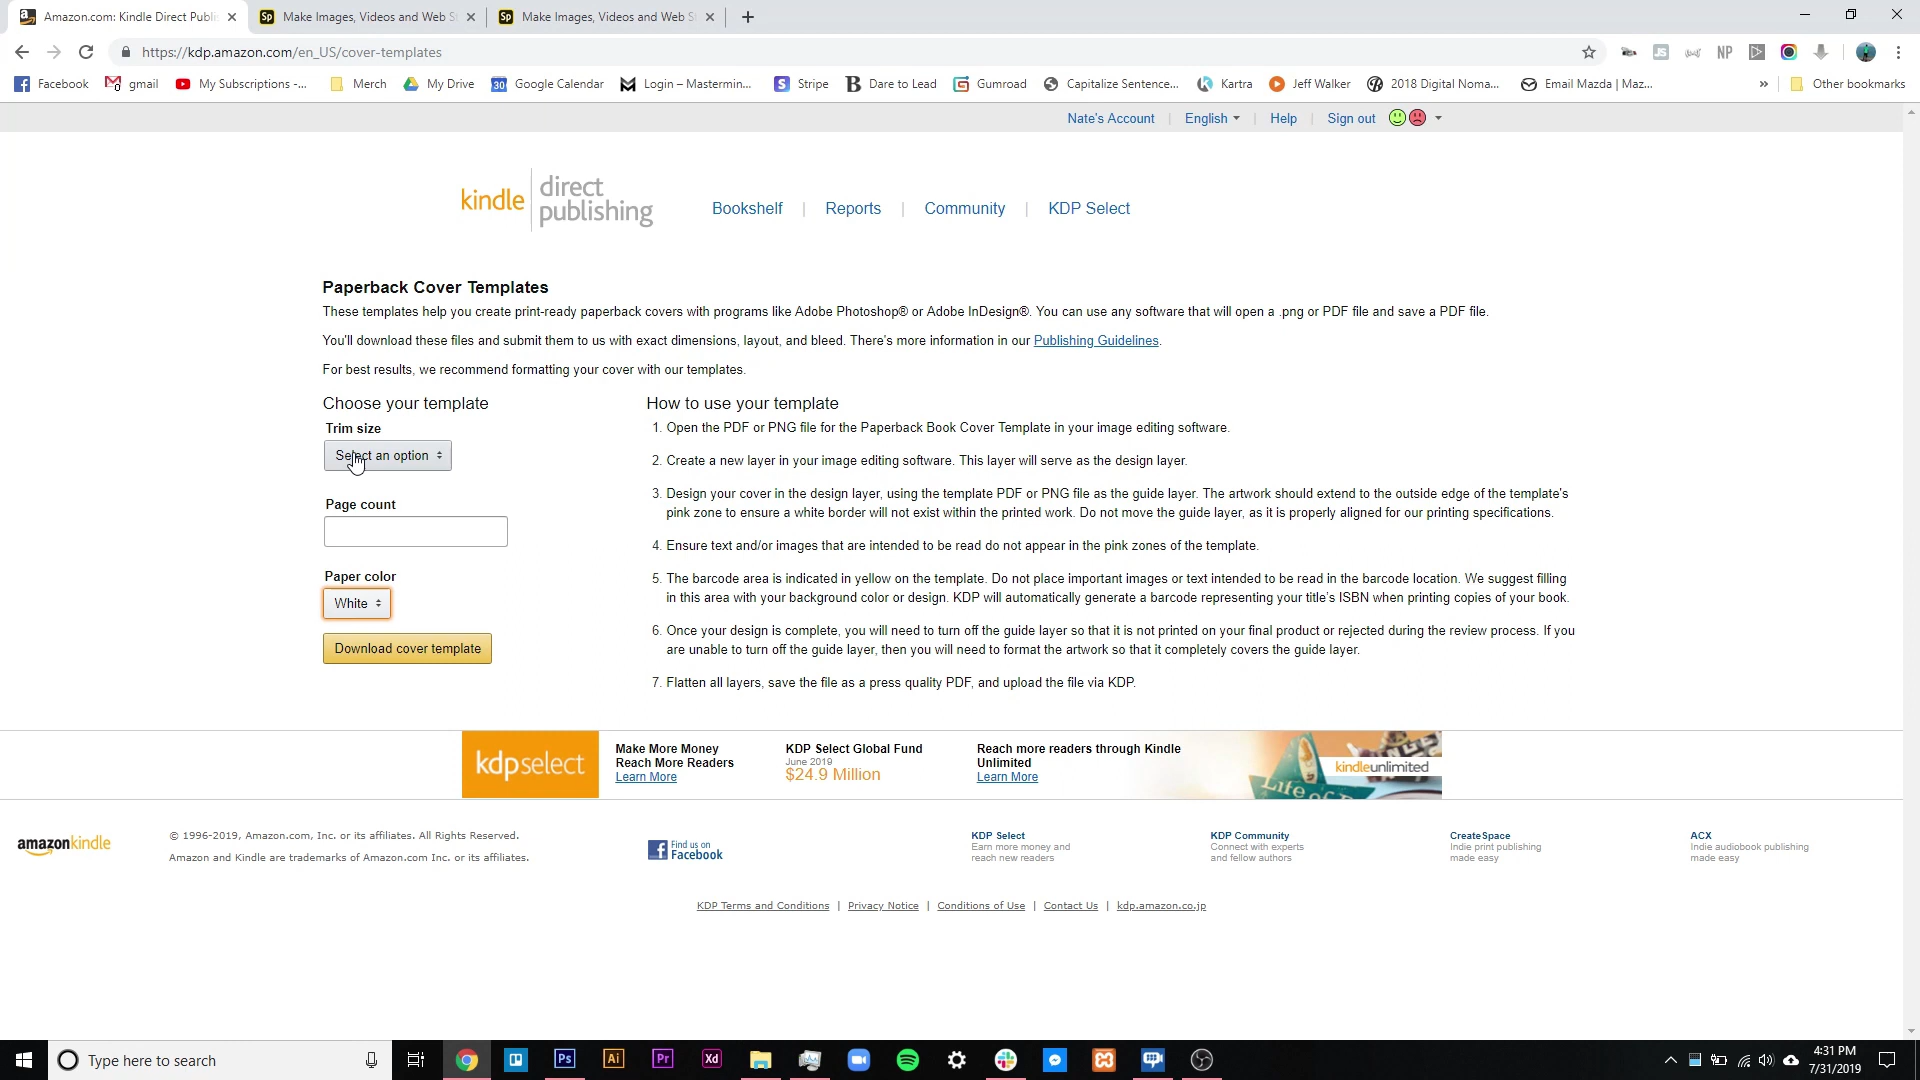 Amazon.com: Kindle Direct Publi
Make Images, Videos and Web S
Make Images, Videos and Web S
https://kdp.amazon.com/en_US/cover-templates
Facebook
gmail
My Subscriptions -...
Merch
My Drive
Google Calendar
Login – Mastermin...
Stripe
Dare to Lead
Gumroad
Capitalize Sentence...
Kartra
Jeff Walker
2018 Digital Noma...
Email Mazda | Maz...
»
Other bookmarks
Nate's Account | English | Help | Sign out
kindle direct publishing
Bookshelf | Reports | Community | KDP Select
Paperback Cover Templates
These templates help you create print-ready paperback covers with programs like Adobe Photoshop® or Adobe InDesign®. You can use any software that will open a .png or PDF file and save a PDF file.
You'll download these files and submit them to us with exact dimensions, layout, and bleed. There's more information in our Publishing Guidelines.
For best results, we recommend formatting your cover with our templates.
Choose your template
Trim size
Select an option
Page count
Paper color
White
Download cover template
How to use your template
1. Open the PDF or PNG file for the Paperback Book Cover Template in your image editing software.
2. Create a new layer in your image editing software. This layer will serve as the design layer.
3. Design your cover in the design layer, using the template PDF or PNG file as the guide layer. The artwork should extend to the outside edge of the template's
pink zone to ensure a white border will not exist within the printed work. Do not move the guide layer, as it is properly aligned for our printing specifications.
4. Ensure text and/or images that are intended to be read do not appear in the pink zones of the template.
5. The barcode area is indicated in yellow on the template. Do not place important images or text intended to be read in the barcode location. We suggest filling
in this area with your background color or design. KDP will automatically generate a barcode representing your title's ISBN when printing copies of your book.
6. Once your design is complete, you will need to turn off the guide layer so that it is not printed on your final product or rejected during the review process. If you
are unable to turn off the guide layer, then you will need to format the artwork so that it completely covers the guide layer.
7. Flatten all layers, save the file as a press quality PDF, and upload the file via KDP.
kdpselect
Make More Money
Reach More Readers
Learn More
KDP Select Global Fund
June 2019
$24.9 Million
Reach more readers through Kindle
Unlimited
Learn More
kindleunlimited
amazonkindle
© 1996-2019, Amazon.com, Inc. or its affiliates. All Rights Reserved.
Amazon and Kindle are trademarks of Amazon.com Inc. or its affiliates.
Find us on
Facebook
KDP Select
Earn more money and
reach new readers
KDP Community
Connect with experts
and fellow authors
CreateSpace
Indie print publishing
made easy
ACX
Indie audiobook publishing
made easy
KDP Terms and Conditions | Privacy Notice | Conditions of Use | Contact Us | kdp.amazon.co.jp
Type here to search
Ps
Ai
Pr
Xd
4:31 PM
7/31/2019